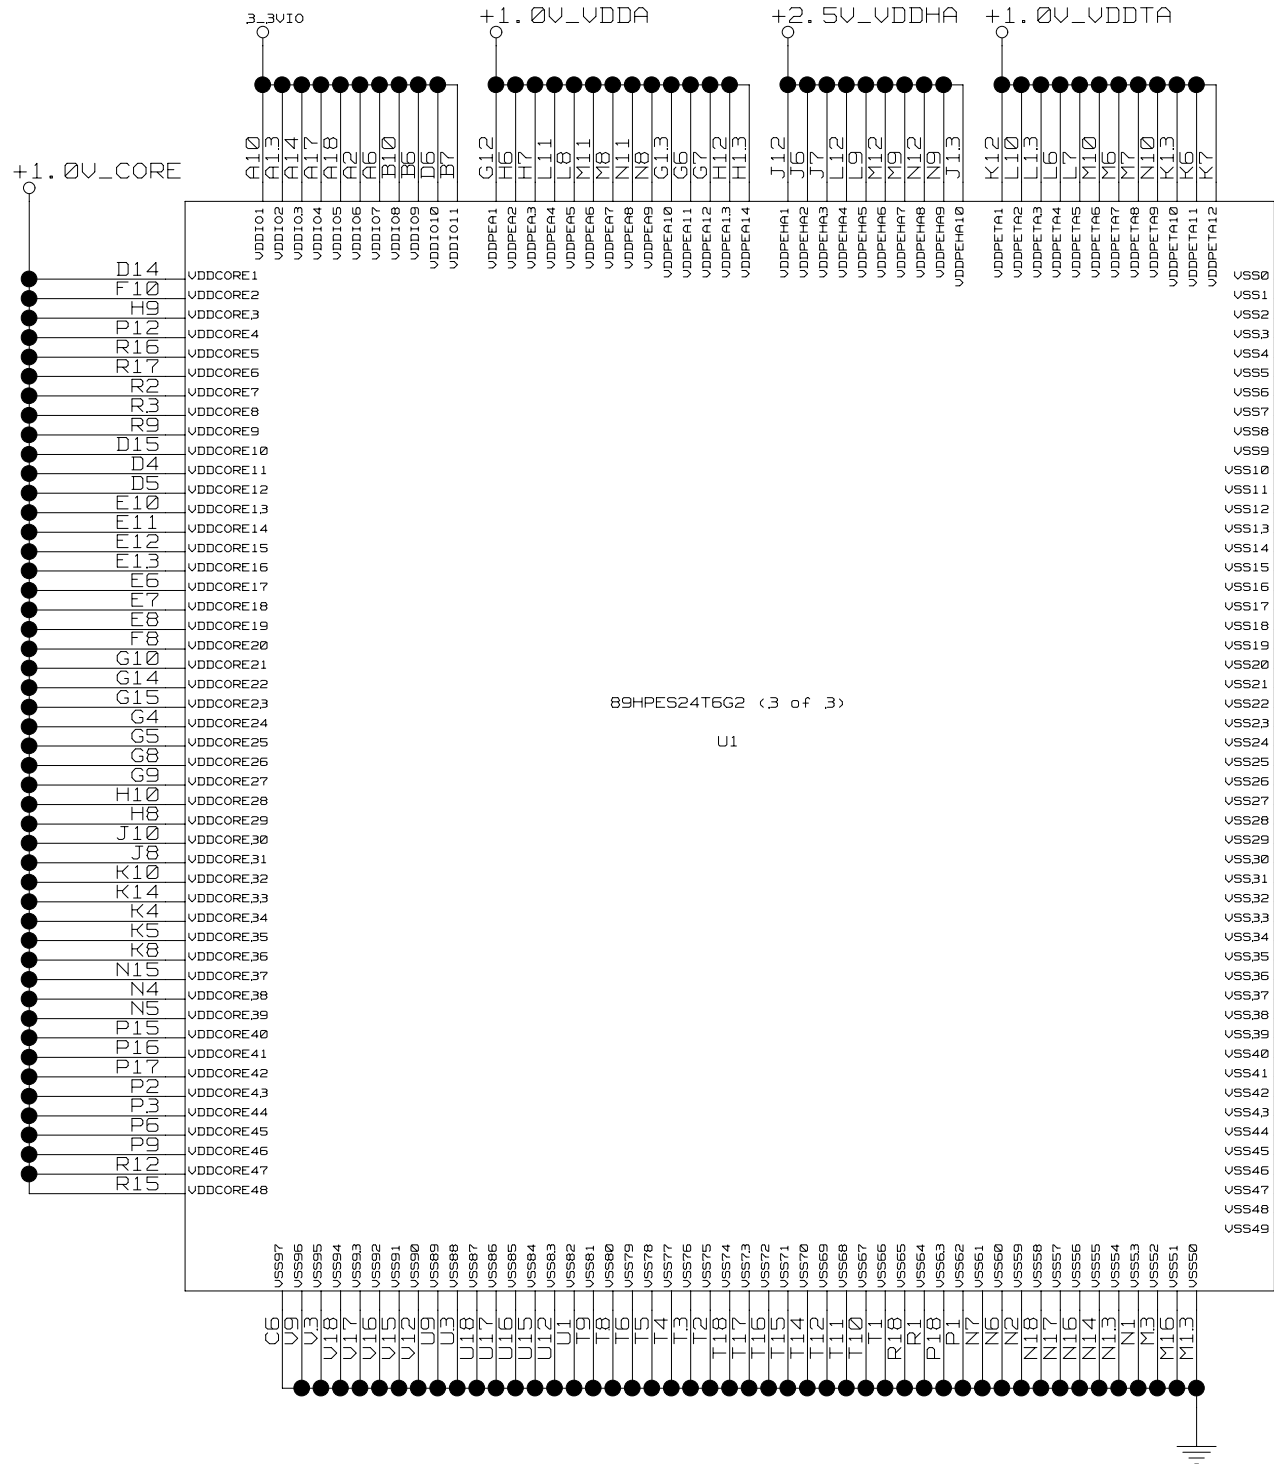 3_3VIO
+1.0V_VDDA
+2.5V_VDDHA
+1.0V_VDDTA
+1.0V_CORE
A10 A13 A14 A17 A18 A2 A6 B10 B6 D6 B7
G12 H6 H7 L11 L8 M11 M8 N11 N8 G13 G6 G7 H12 H13
J12 J6 J7 L12 L9 M12 M9 N12 N9 J13
K12 L10 L13 L6 L7 M10 M6 M7 N10 K13 K6 K7
VDDIO1 VDDIO2 VDDIO3 VDDIO4 VDDIO5 VDDIO6 VDDIO7 VDDIO8 VDDIO9 VDDIO10 VDDIO11
VDDPEA1 VDDPEA2 VDDPEA3 VDDPEA4 VDDPEA5 VDDPEA6 VDDPEA7 VDDPEA8 VDDPEA9 VDDPEA10 VDDPEA11 VDDPEA12 VDDPEA13 VDDPEA14
VDDPEHA1 VDDPEHA2 VDDPEHA3 VDDPEHA4 VDDPEHA5 VDDPEHA6 VDDPEHA7 VDDPEHA8 VDDPEHA9 VDDPEHA10
VDDPETA1 VDDPETA2 VDDPETA3 VDDPETA4 VDDPETA5 VDDPETA6 VDDPETA7 VDDPETA8 VDDPETA9 VDDPETA10 VDDPETA11 VDDPETA12
D14 VDDCORE1 VSS0
F10 VDDCORE2 VSS1
H9 VDDCORE3 VSS2
P12 VDDCORE4 VSS3
R16 VDDCORE5 VSS4
R17 VDDCORE6 VSS5
R2 VDDCORE7 VSS6
R3 VDDCORE8 VSS7
R9 VDDCORE9 VSS8
D15 VDDCORE10 VSS9
D4 VDDCORE11 VSS10
D5 VDDCORE12 VSS11
E10 VDDCORE13 VSS12
E11 VDDCORE14 VSS13
E12 VDDCORE15 VSS14
E13 VDDCORE16 VSS15
E6 VDDCORE17 VSS16
E7 VDDCORE18 VSS17
E8 VDDCORE19 VSS18
F8 VDDCORE20 VSS19
G10 VDDCORE21 VSS20
G14 VDDCORE22 VSS21
G15 VDDCORE23 89HPES24T6G2 (3 of 3) VSS22
G4 VDDCORE24 VSS23
G5 VDDCORE25 U1 VSS24
G8 VDDCORE26 VSS25
G9 VDDCORE27 VSS26
H10 VDDCORE28 VSS27
H8 VDDCORE29 VSS28
J10 VDDCORE30 VSS29
J8 VDDCORE31 VSS30
K10 VDDCORE32 VSS31
K14 VDDCORE33 VSS32
K4 VDDCORE34 VSS33
K5 VDDCORE35 VSS34
K8 VDDCORE36 VSS35
N15 VDDCORE37 VSS36
N4 VDDCORE38 VSS37
N5 VDDCORE39 VSS38
P15 VDDCORE40 VSS39
P16 VDDCORE41 VSS40
P17 VDDCORE42 VSS41
P2 VDDCORE43 VSS42
P3 VDDCORE44 VSS43
P6 VDDCORE45 VSS44
P9 VDDCORE46 VSS45
R12 VDDCORE47 VSS46
R15 VDDCORE48 VSS47
VSS48
VSS49
VSS97 VSS96 VSS95 VSS94 VSS93 VSS92 VSS91 VSS90 VSS89 VSS88 VSS87 VSS86 VSS85 VSS84 VSS83 VSS82 VSS81 VSS80 VSS79 VSS78 VSS77 VSS76 VSS75 VSS74 VSS73 VSS72 VSS71 VSS70 VSS69 VSS68 VSS67 VSS66 VSS65 VSS64 VSS63 VSS62 VSS61 VSS60 VSS59 VSS58 VSS57 VSS56 VSS55 VSS54 VSS53 VSS52 VSS51 VSS50
C6 V9 V3 V18 V17 V16 V15 V12 U9 U3 U18 U17 U16 U15 U12 U1 T9 T8 T6 T5 T4 T3 T2 T18 T17 T16 T15 T14 T12 T11 T10 T1 R18 R1 P18 P1 N7 N6 N2 N18 N17 N16 N14 N13 N1 M3 M16 M13